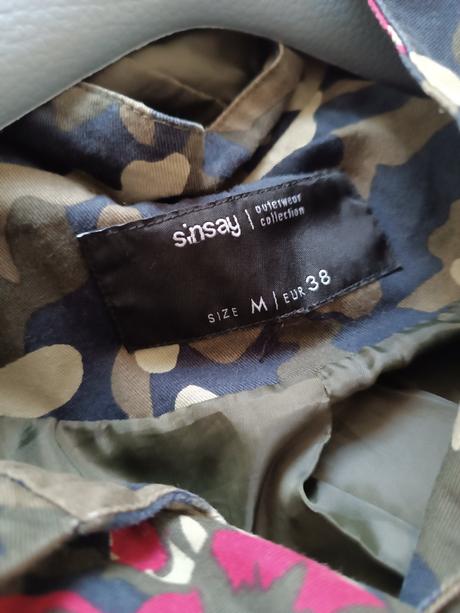 sinsay | outerwear
collection
SIZE M | EUR 38